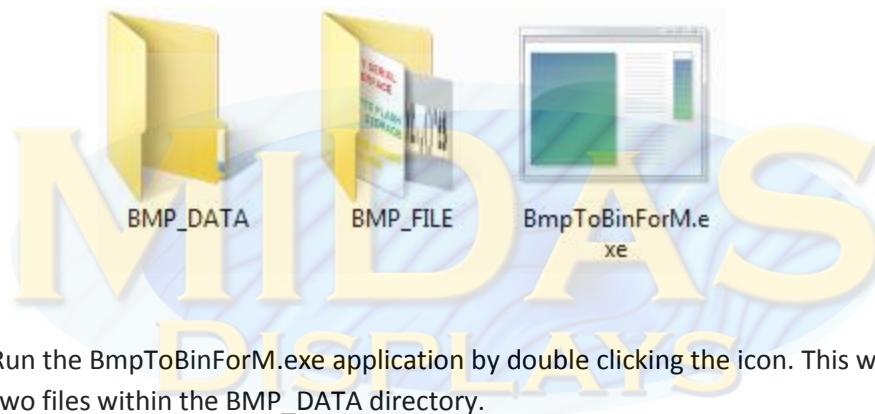 BMP_DATA
BMP_FILE
BmpToBinForM.e
xe
MIDAS
DISPLAYS
Run the BmpToBinForM.exe application by double clicking the icon. This w
wo files within the BMP_DATA directory.